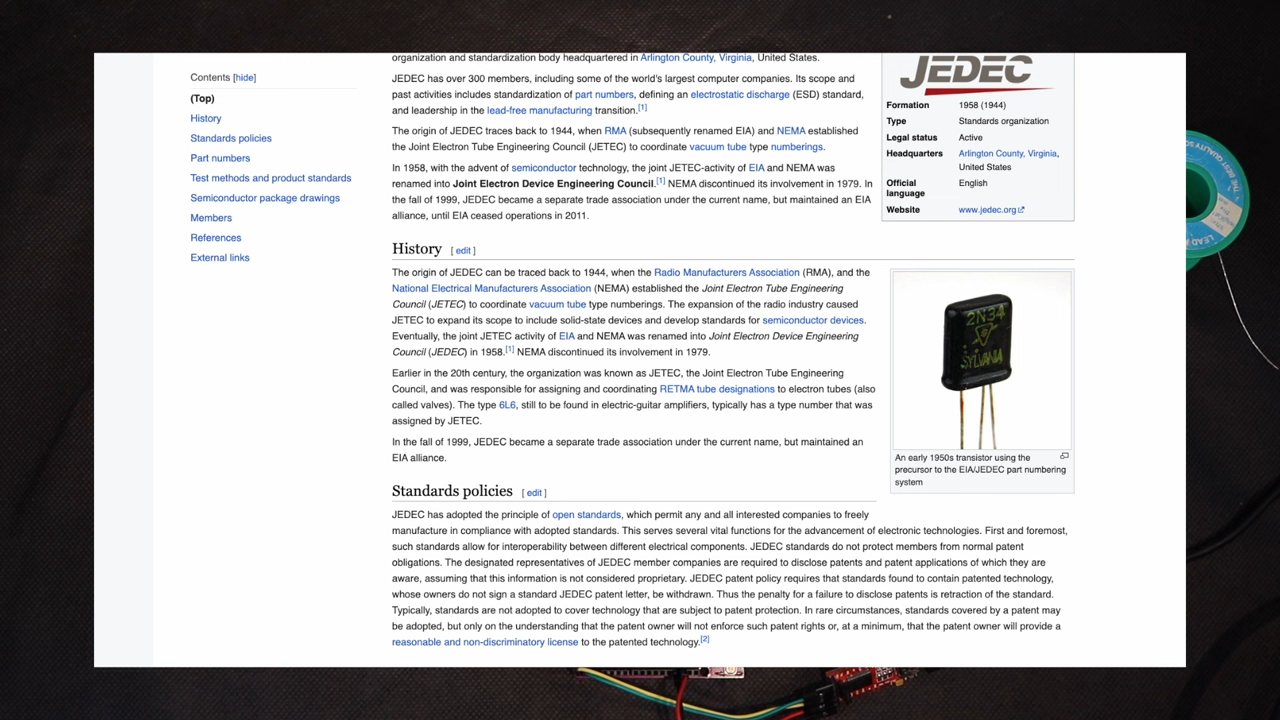 Contents [hide]
(Top)
History
Standards policies
Part numbers
Test methods and product standards
Semiconductor package drawings
Members
References
External links
organization and standardization body headquartered in Arlington County, Virginia, United States.
JEDEC has over 300 members, including some of the world's largest computer companies. Its scope and
past activities includes standardization of part numbers, defining an electrostatic discharge (ESD) standard,
and leadership in the lead-free manufacturing transition.[1]
The origin of JEDEC traces back to 1944, when RMA (subsequently renamed EIA) and NEMA established
the Joint Electron Tube Engineering Council (JETEC) to coordinate vacuum tube type numberings.
In 1958, with the advent of semiconductor technology, the joint JETEC-activity of EIA and NEMA was
renamed into Joint Electron Device Engineering Council.[1] NEMA discontinued its involvement in 1979. In
the fall of 1999, JEDEC became a separate trade association under the current name, but maintained an EIA
alliance, until EIA ceased operations in 2011.
JEDEC
Formation 1958 (1944)
Type Standards organization
Legal status Active
Headquarters Arlington County, Virginia,
United States
Official English
language
Website www.jedec.org
History [ edit ]
The origin of JEDEC can be traced back to 1944, when the Radio Manufacturers Association (RMA), and the
National Electrical Manufacturers Association (NEMA) established the Joint Electron Tube Engineering
Council (JETEC) to coordinate vacuum tube type numberings. The expansion of the radio industry caused
JETEC to expand its scope to include solid-state devices and develop standards for semiconductor devices.
Eventually, the joint JETEC activity of EIA and NEMA was renamed into Joint Electron Device Engineering
Council (JEDEC) in 1958.[1] NEMA discontinued its involvement in 1979.
Earlier in the 20th century, the organization was known as JETEC, the Joint Electron Tube Engineering
Council, and was responsible for assigning and coordinating RETMA tube designations to electron tubes (also
called valves). The type 6L6, still to be found in electric-guitar amplifiers, typically has a type number that was
assigned by JETEC.
In the fall of 1999, JEDEC became a separate trade association under the current name, but maintained an
EIA alliance.
2N34
SYLVANIA
An early 1950s transistor using the
precursor to the EIA/JEDEC part numbering
system
Standards policies [ edit ]
JEDEC has adopted the principle of open standards, which permit any and all interested companies to freely
manufacture in compliance with adopted standards. This serves several vital functions for the advancement of electronic technologies. First and foremost,
such standards allow for interoperability between different electrical components. JEDEC standards do not protect members from normal patent
obligations. The designated representatives of JEDEC member companies are required to disclose patents and patent applications of which they are
aware, assuming that this information is not considered proprietary. JEDEC patent policy requires that standards found to contain patented technology,
whose owners do not sign a standard JEDEC patent letter, be withdrawn. Thus the penalty for a failure to disclose patents is retraction of the standard.
Typically, standards are not adopted to cover technology that are subject to patent protection. In rare circumstances, standards covered by a patent may
be adopted, but only on the understanding that the patent owner will not enforce such patent rights or, at a minimum, that the patent owner will provide a
reasonable and non-discriminatory license to the patented technology.[2]